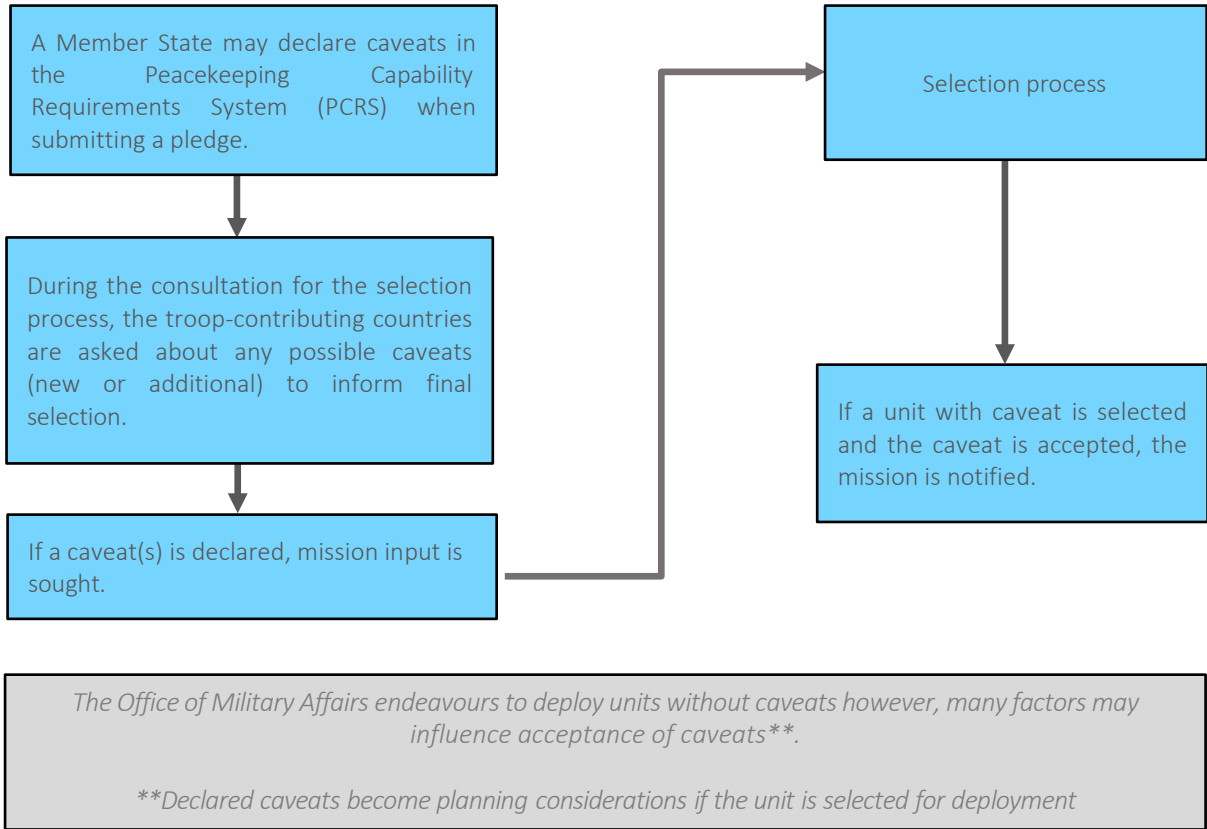 A Member State may declare caveats in
the Peacekeeping Capability
Requirements System (PCRS) when
submitting a pledge.
During the consultation for the selection
process, the troop-contributing countries
are asked about any possible caveats
(new or additional) to inform final
selection.
If a caveat(s) is declared, mission input is
sought.
Selection process
If a unit with caveat is selected
and the caveat is accepted, the
mission is notified.
The Office of Military Affairs endeavours to deploy units without caveats however, many factors may
influence acceptance of caveats**.
**Declared caveats become planning considerations if the unit is selected for deployment